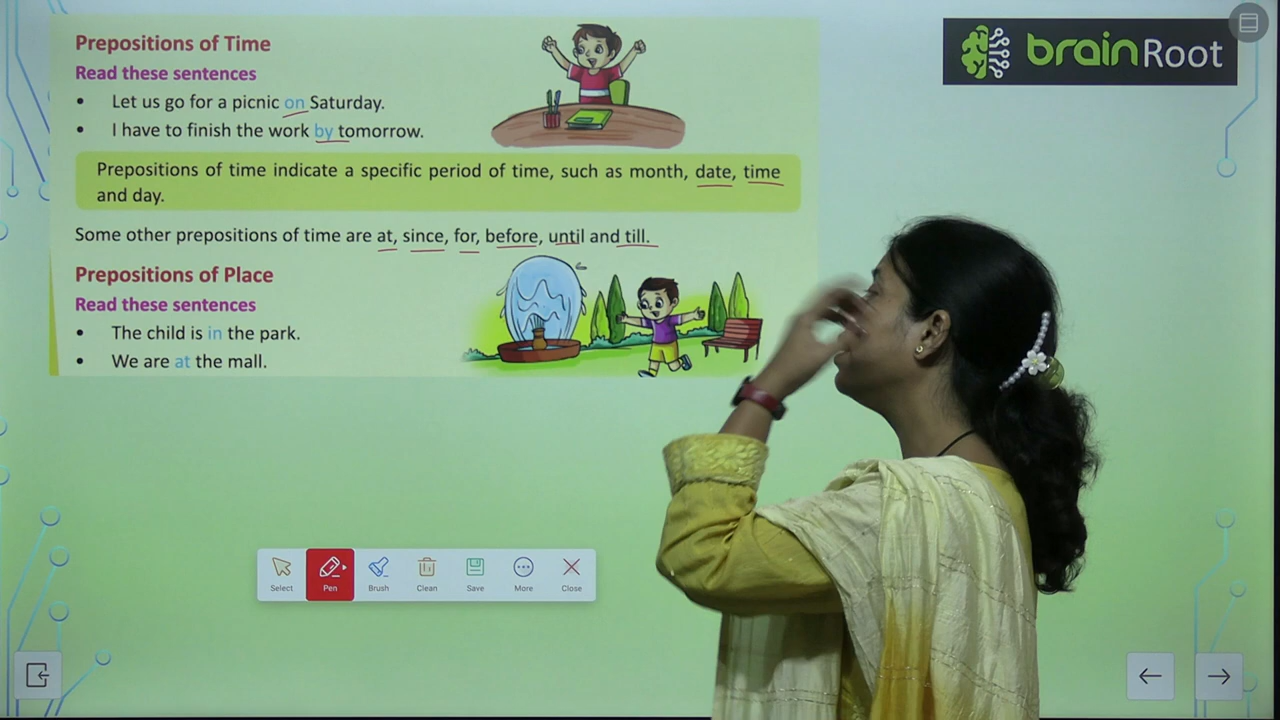 Prepositions of Time
Read these sentences
• Let us go for a picnic on Saturday.
• I have to finish the work by tomorrow.
Prepositions of time indicate a specific period of time, such as month, date, time
and day.
Some other prepositions of time are at, since, for, before, until and till.
Prepositions of Place
Read these sentences
• The child is in the park.
• We are at the mall.
brainRoot
Select
Pen
Brush
Clean
Save
More
Close